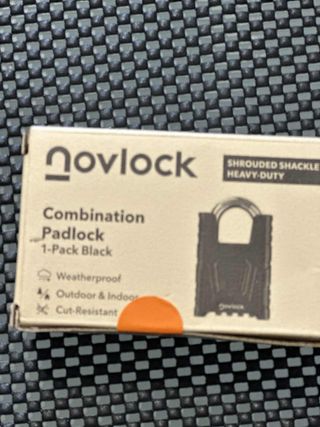 novlock
SHROUDED SHACKLE
HEAVY-DUTY
Combination
Padlock
1-Pack Black
Weatherproof
Outdoor & Indoor
Cut-Resistant
novlock